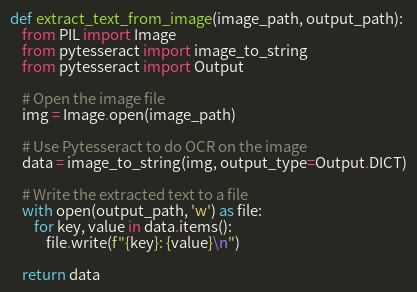 def extract_text_from_image(image_path, output_path):
    from PIL import Image
    from pytesseract import image_to_string
    from pytesseract import Output

    # Open the image file
    img = Image.open(image_path)

    # Use Pytesseract to do OCR on the image
    data = image_to_string(img, output_type=Output.DICT)

    # Write the extracted text to a file
    with open(output_path, 'w') as file:
        for key, value in data.items():
            file.write(f"{key}: {value}\n")

    return data